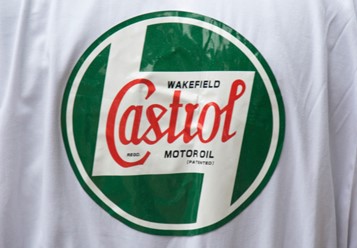 WAKEFIELD
Castrol
REGD. MOTOR OIL
(PATENTED)